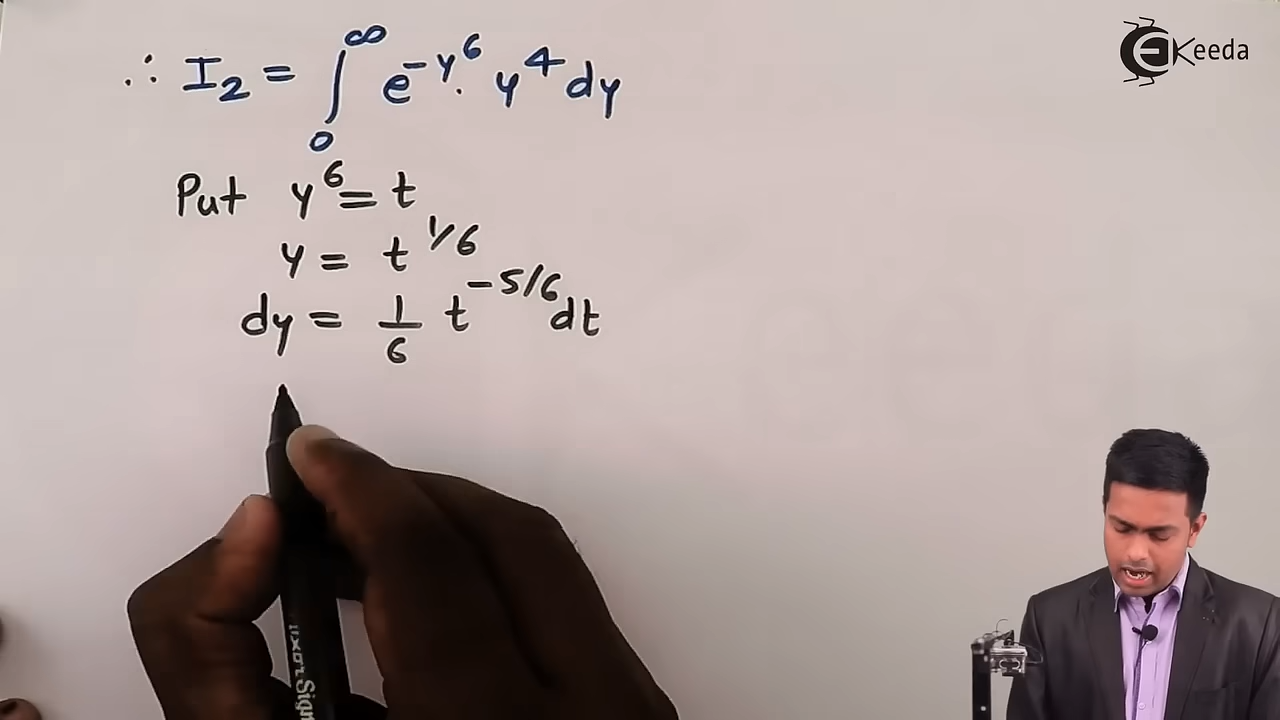 ∴ I₂ = ∫₀^∞ e^(-y⁶) . y⁴ dy
Put y⁶ = t
y = t^(1/6)
dy = 1/6 t^(-5/6) dt
EKeeda